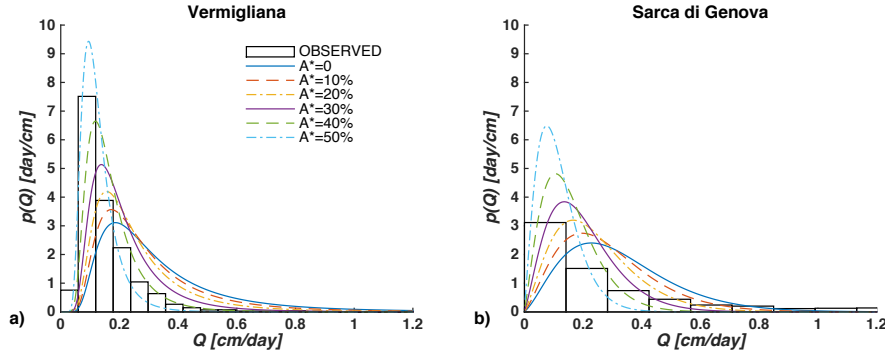 Vermigliana
p(Q) [day/cm]
10
9
8
7
6
5
4
3
2
1
0
OBSERVED
A*=0
A*=10%
A*=20%
A*=30%
A*=40%
A*=50%
0 0.2 0.4 0.6 0.8 1 1.2
a)
Q [cm/day]
Sarca di Genova
p(Q) [day/cm]
10
9
8
7
6
5
4
3
2
1
0
0 0.2 0.4 0.6 0.8 1 1.2
b)
Q [cm/day]